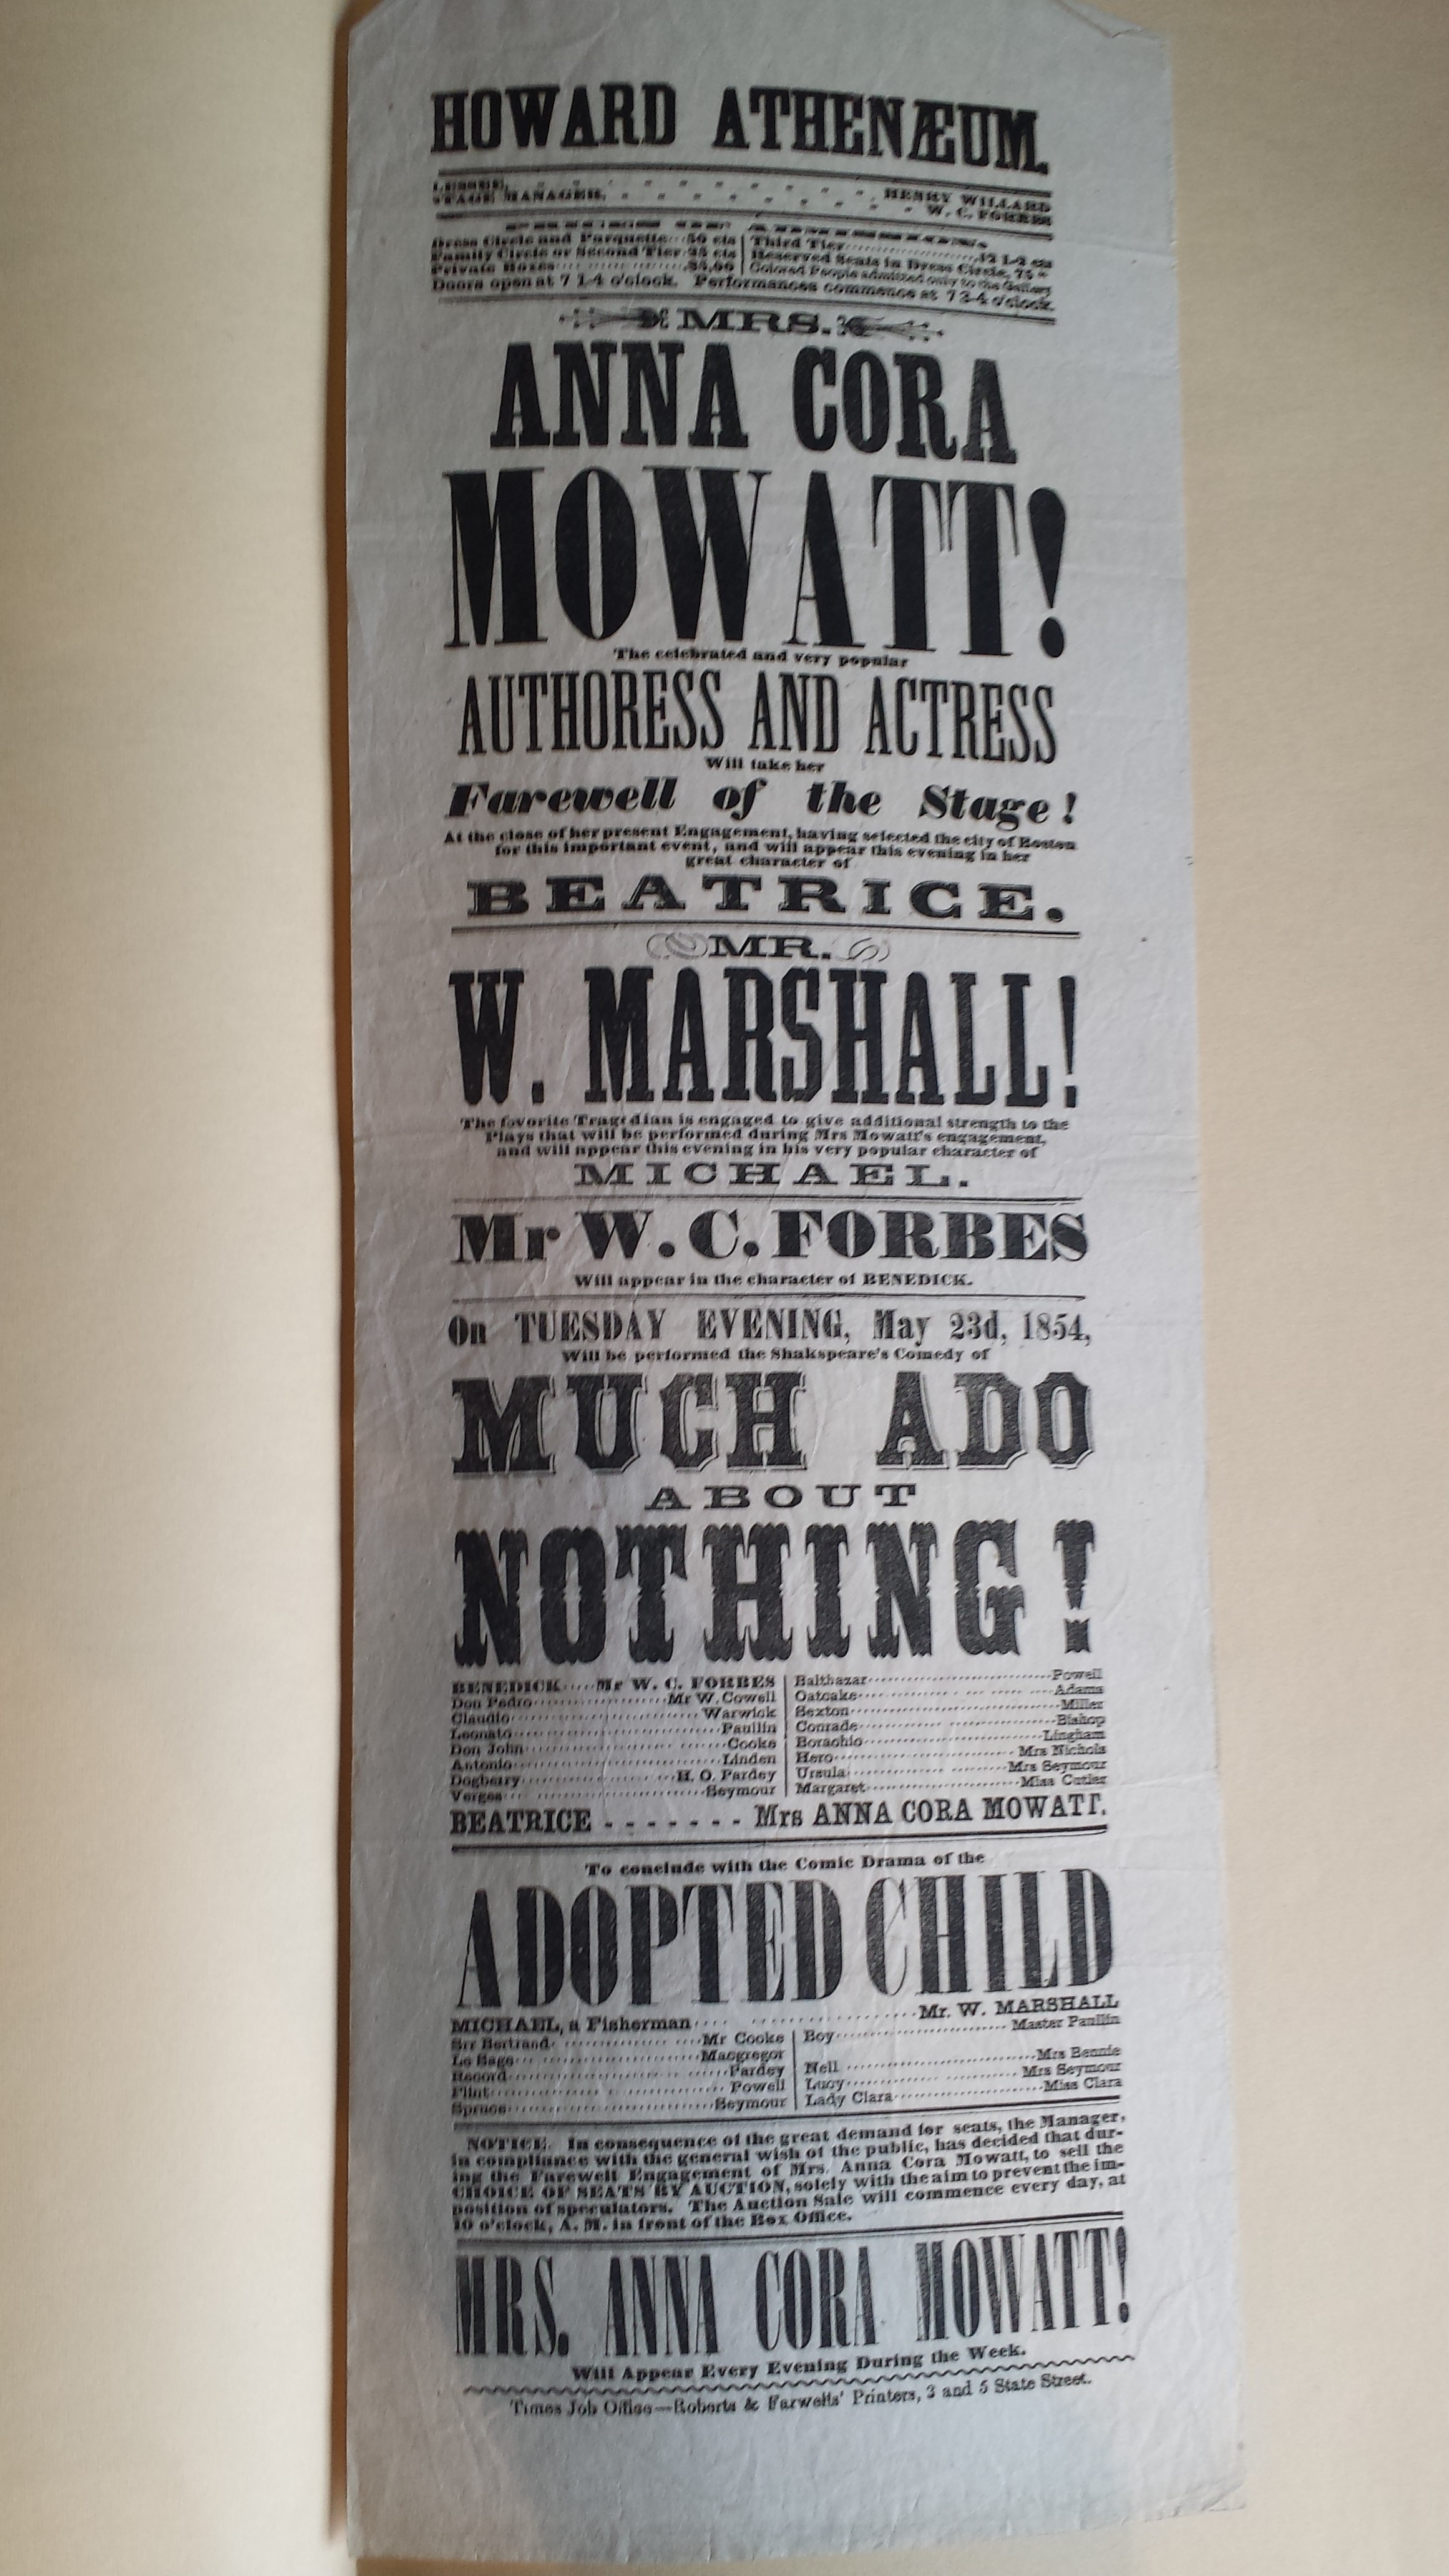 HOWARD ATHENÆUM.
LESSEE, HENRY WILLARD
STAGE MANAGER, W. C. FORBES
PRICES OF ADMISSION.
Dress Circle and Parquette 50 cts
Family Circle or Second Tier 25 cts
Private Boxes
Third Tier 12 1-2 cts
Reserved Seats in Dress Circle, 75 "
Colored People admitted only to the Gallery
Doors open at 7 1-4 o'clock. Performances commence at 7 3-4 o'clock.
MRS.
ANNA CORA
MOWATT!
The celebrated and very popular
AUTHORESS AND ACTRESS
Will take her
Farewell of the Stage!
At the close of her present Engagement, having selected the city of Boston
for this important event, and will appear this evening in her
great character of
BEATRICE.
MR.
W. MARSHALL!
The favorite Tragedian is engaged to give additional strength to the
Plays that will be performed during Mrs Mowatt's engagement,
and will appear this evening in his very popular character of
MICHAEL.
Mr W. C. FORBES
Will appear in the character of BENEDICK.
On TUESDAY EVENING, May 23d, 1854,
Will be performed the Shakspeare's Comedy of
MUCH ADO
ABOUT
NOTHING!
BENEDICK Mr W. C. FORBES
Don Pedro Mr W. Cowell
Claudio Warwick
Leonato Paullin
Don John Cooke
Antonio Linden
Dogberry H. O. Pardey
Verges Seymour
Balthazar Powell
Oatcake Adams
Sexton Miller
Conrade Bishop
Borachio Lingham
Hero Mrs Nichols
Ursula Mrs Seymour
Margaret Miss Cutler
BEATRICE - - - - - - - Mrs ANNA CORA MOWATT.
To conclude with the Comic Drama of the
ADOPTED CHILD
MICHAEL, a Fisherman Mr. W. MARSHALL
Sir Bertrand Mr Cooke
Le Sage Macgregor
Record Pardey
Flint Powell
Spruce Seymour
Boy Master Paullin
Nell Mrs Bennie
Lucy Mrs Seymour
Lady Clara Miss Clara
NOTICE. In consequence of the great demand for seats, the Manager,
in compliance with the general wish of the public, has decided that dur-
ing the Farewell Engagement of Mrs. Anna Cora Mowatt, to sell the
CHOICE OF SEATS BY AUCTION, solely with the aim to prevent the im-
position of speculators. The Auction Sale will commence every day, at
10 o'clock, A. M. in front of the Box Office.
MRS. ANNA CORA MOWATT!
Will Appear Every Evening During the Week.
Times Job Office—Roberts & Farwells' Printers, 3 and 5 State Street.